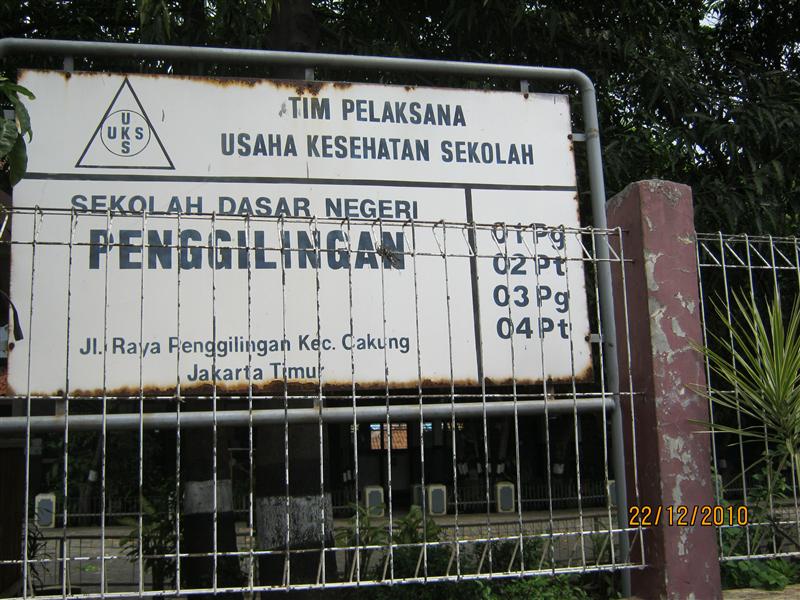 TIM PELAKSANA
USAHA KESEHATAN SEKOLAH
UKS
UKS
SEKOLAH DASAR NEGERI
PENGGILINGAN
01 Pg
02 Pt
03 Pg
04 Pt
Jl. Raya Penggilingan Kec. Cakung
Jakarta Timur
22/12/2010